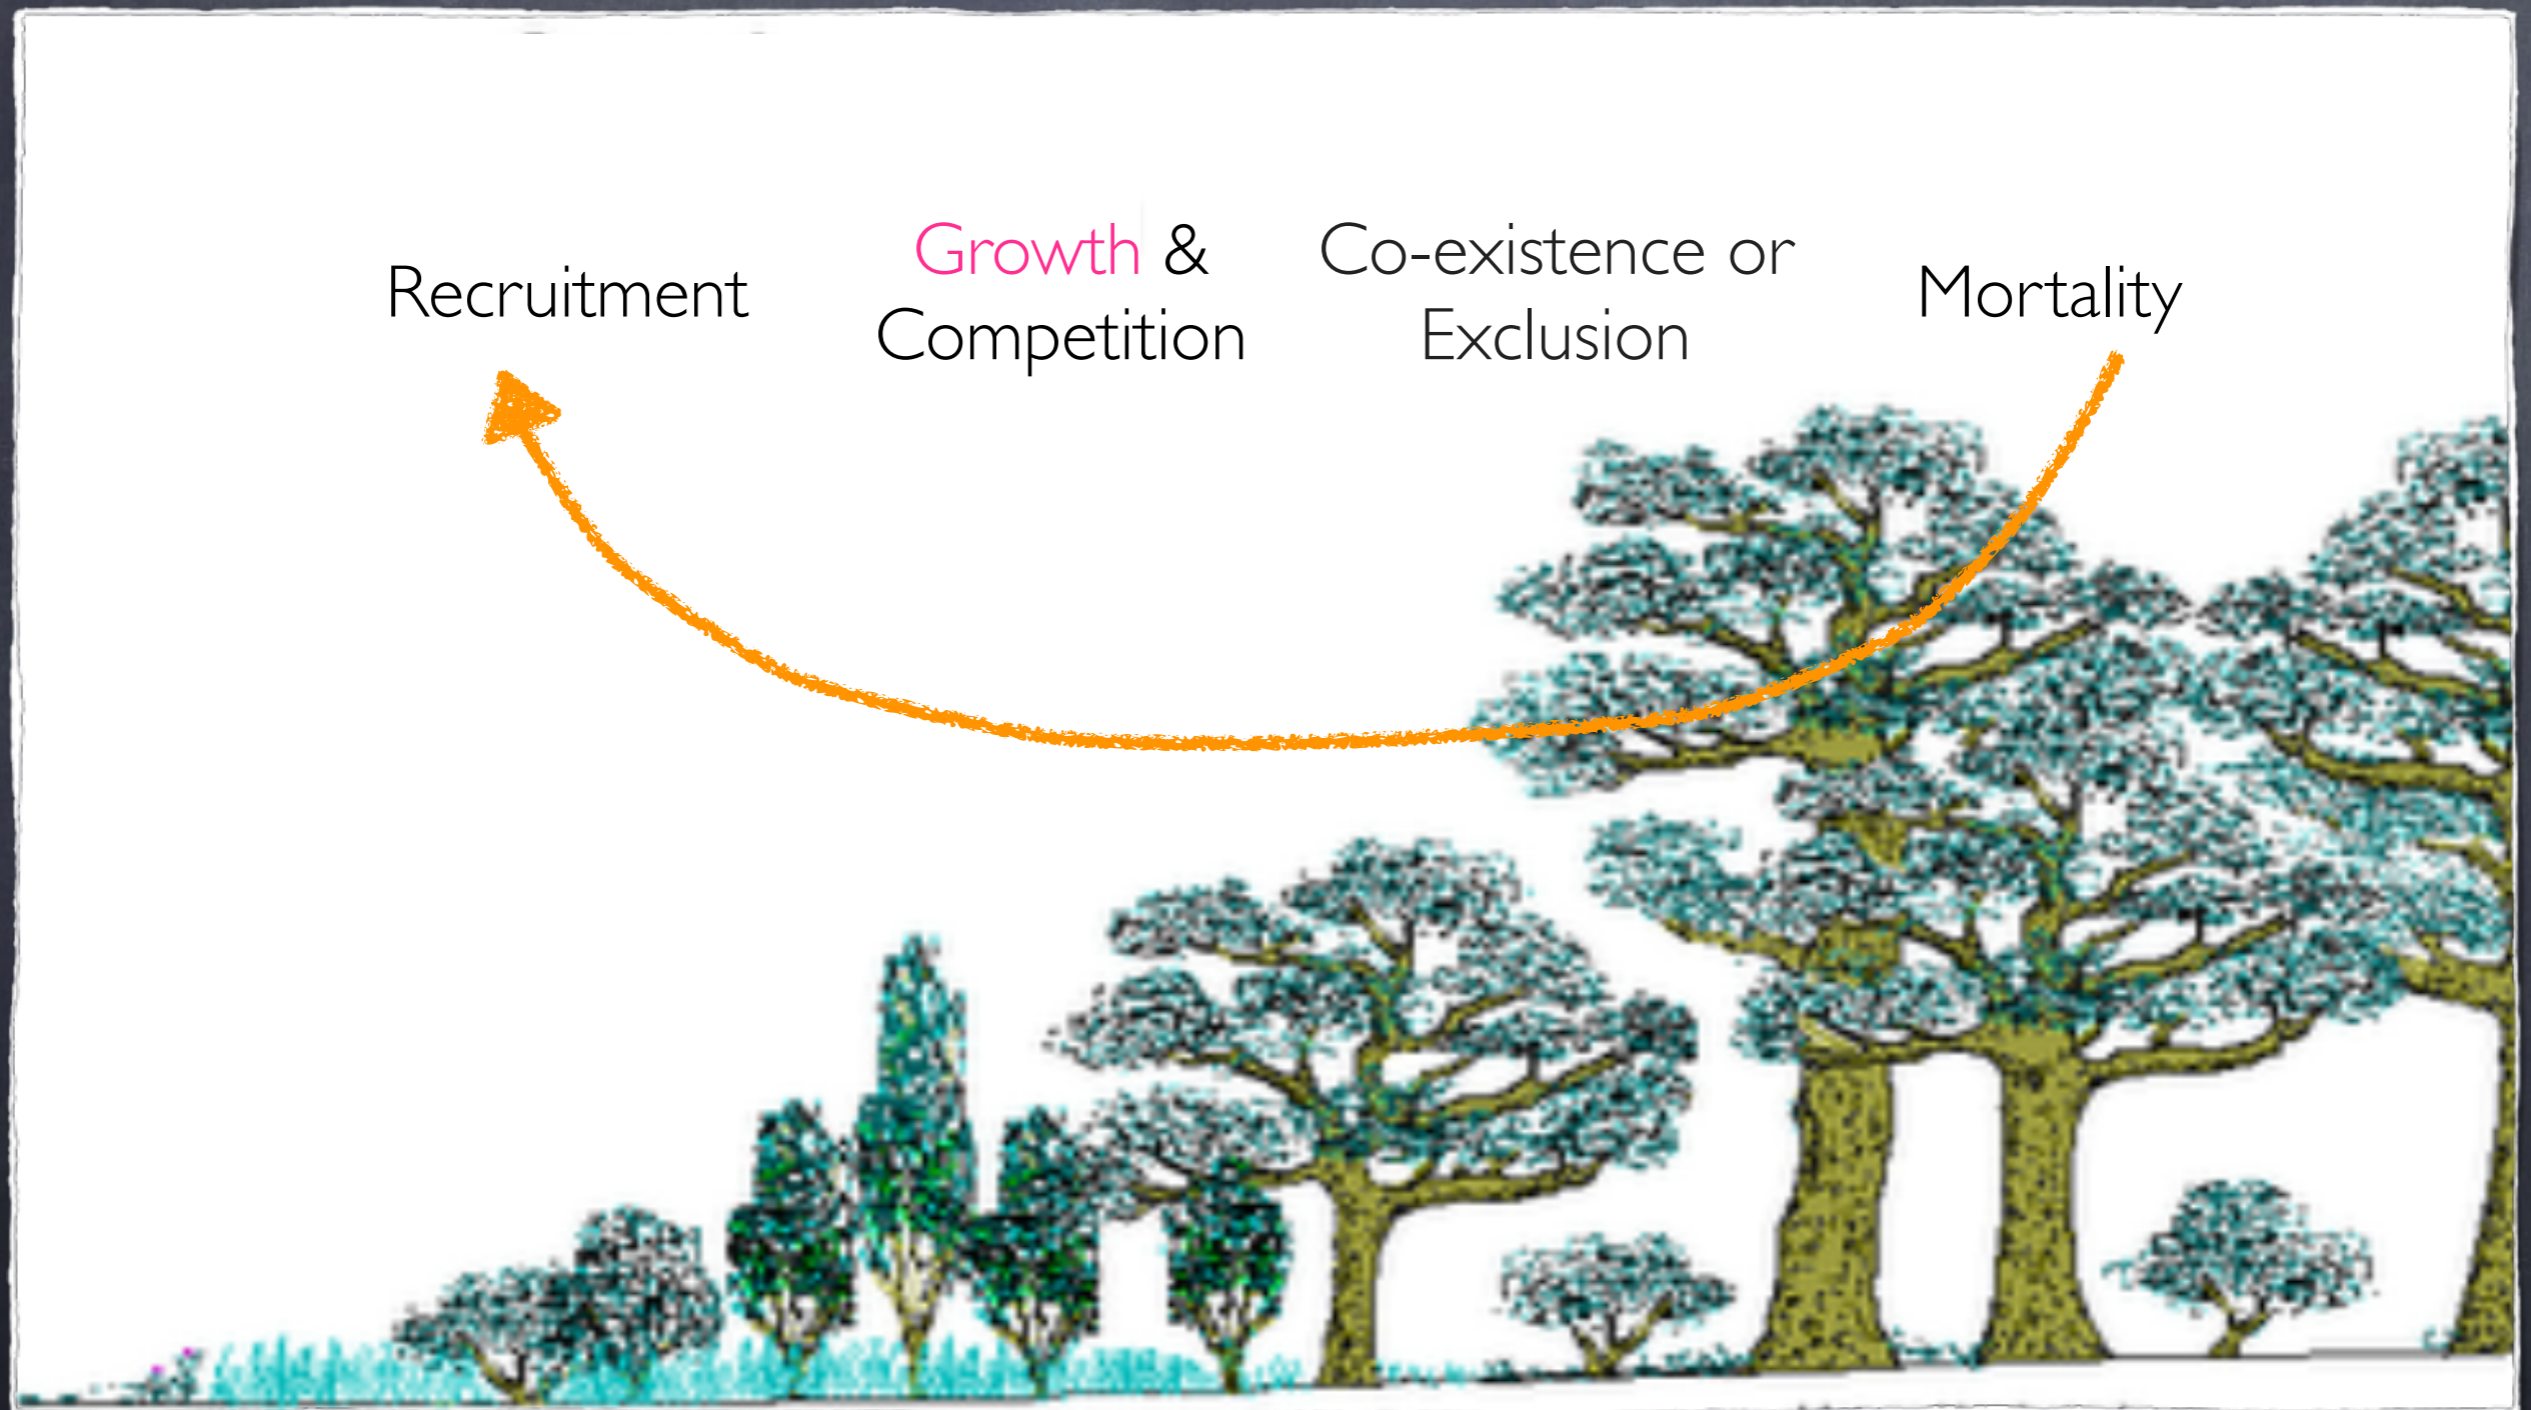 Recruitment
Growth &
Competition
Co-existence or
Exclusion
Mortality